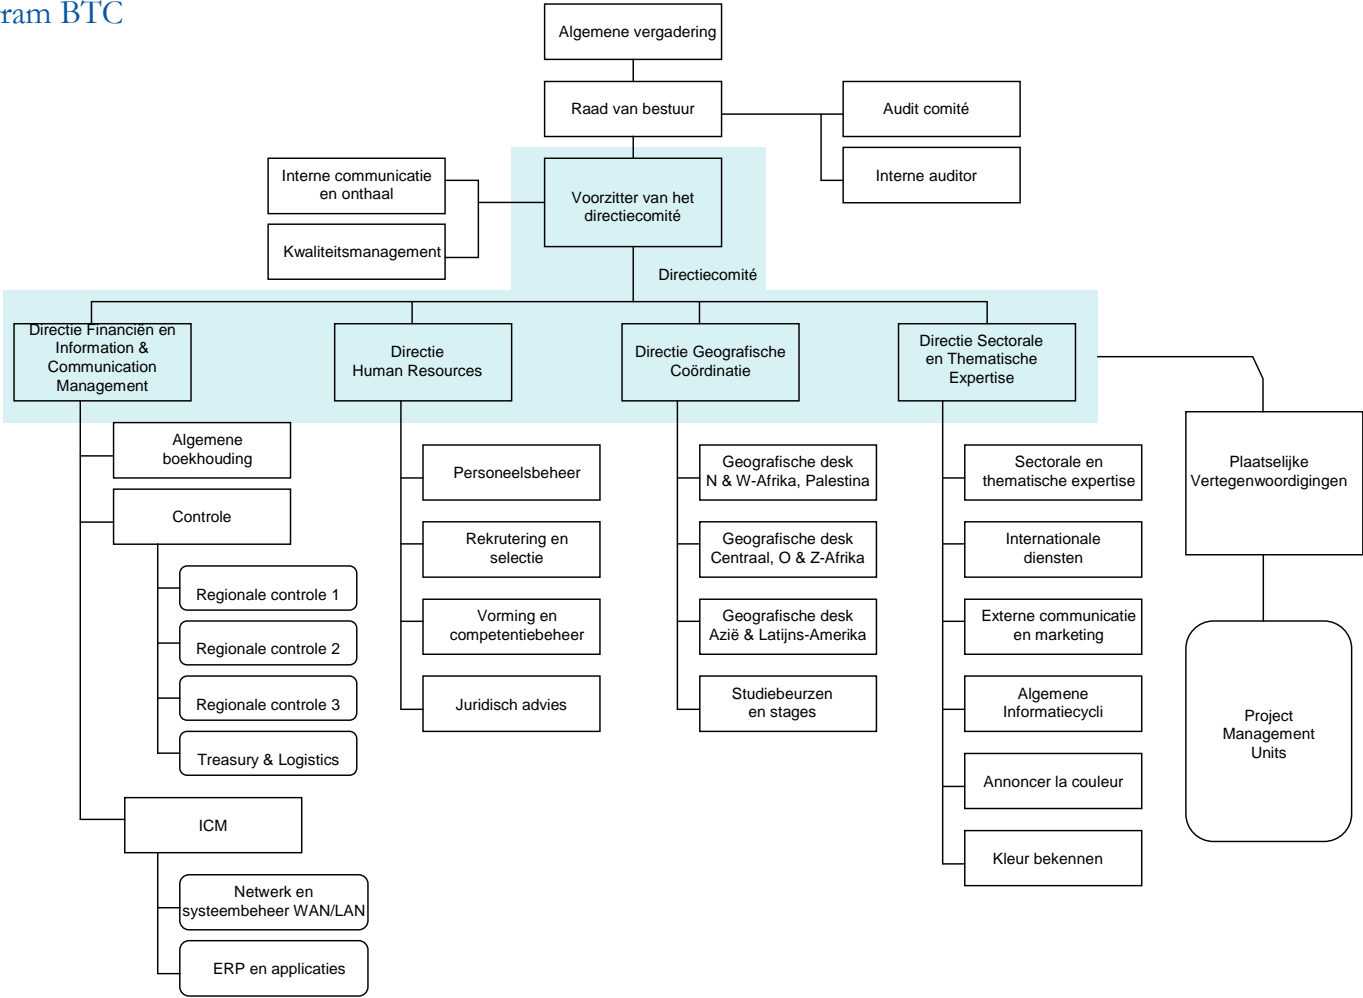 gram BTC
Algemene vergadering
Raad van bestuur
Audit comité
Interne auditor
Interne communicatie
en onthaal
Kwaliteitsmanagement
Voorzitter van het
directiecomité
Directiecomité
Directie Financiën en
Information &
Communication
Management
Directie
Human Resources
Directie Geografische
Coördinatie
Directie Sectorale
en Thematische
Expertise
Algemene
boekhouding
Controle
Regionale controle 1
Regionale controle 2
Regionale controle 3
Treasury & Logistics
ICM
Netwerk en
systeembeheer WAN/LAN
ERP en applicaties
Personeelsbeheer
Rekrutering en
selectie
Vorming en
competentiebeheer
Juridisch advies
Geografische desk
N & W-Afrika, Palestina
Geografische desk
Centraal, O & Z-Afrika
Geografische desk
Azië & Latijns-Amerika
Studiebeurzen
en stages
Sectorale en
thematische expertise
Internationale
diensten
Externe communicatie
en marketing
Algemene
Informatiecycli
Annoncer la couleur
Kleur bekennen
Plaatselijke
Vertegenwoordigingen
Project
Management
Units